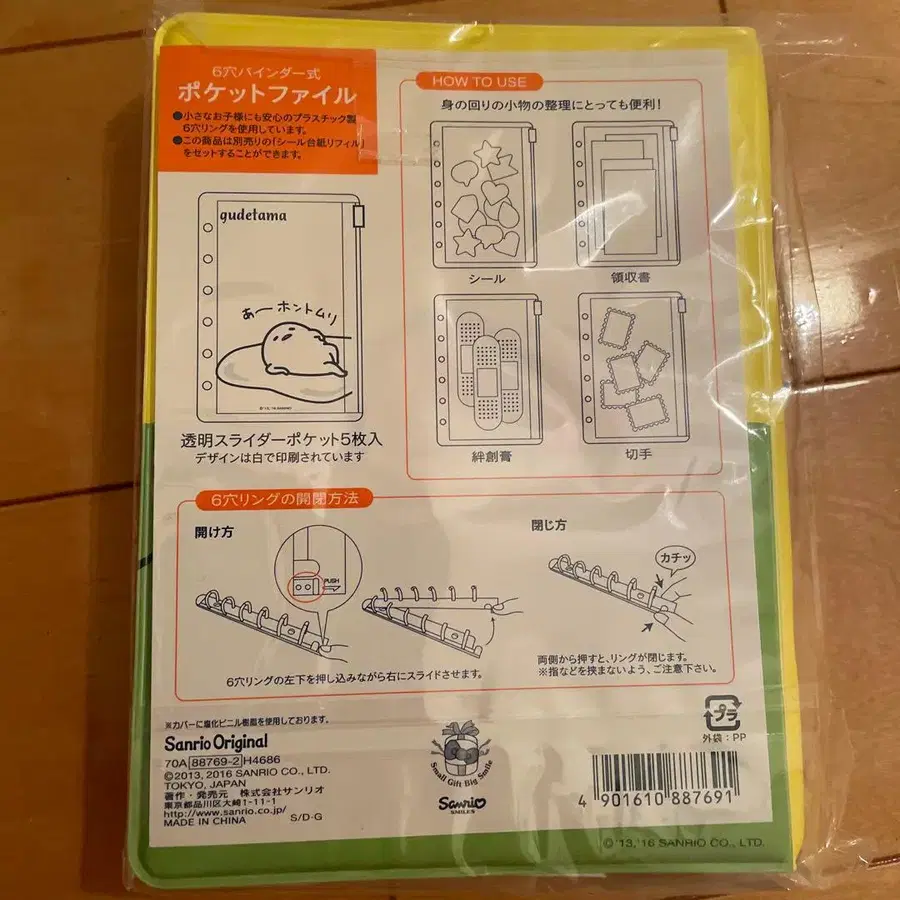 6穴バインダー式
ポケットファイル
●小さなお子様にも安心のプラスチック製
6穴リングを使用しています。
●この商品は別売りの「シール台紙リフィル」
をセットすることができます。
gudetama
あー ホントムリ
©'13,'16 SANRIO
透明スライダーポケット5枚入
デザインは白で印刷されています
HOW TO USE
身の回りの小物の整理にとっても便利！
シール
領収書
絆創膏
切手
6穴リングの開閉方法
開け方
PUSH
6穴リングの左下を押し込みながら右にスライドさせます。
閉じ方
カチッ
両側から押すと、リングが閉じます。
※指などを挟まないよう、ご注意下さい。
※カバーに塩化ビニル樹脂を使用しております。
Sanrio Original
70A 88769-2 H4686
©2013, 2016 SANRIO CO., LTD.
TOKYO, JAPAN
著作・発売元 株式会社サンリオ
東京都品川区大崎1-11-1
http://www.sanrio.co.jp/
MADE IN CHINA S/D-G
Small Gift Big Smile
Sanrio
SMILES
プラ
外袋：PP
4 901610 887691
©'13,'16 SANRIO CO., LTD.